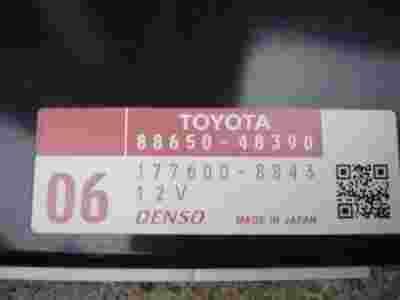 TOYOTA
88650-48390
177600-8843
06
12V
DENSO MADE IN JAPAN